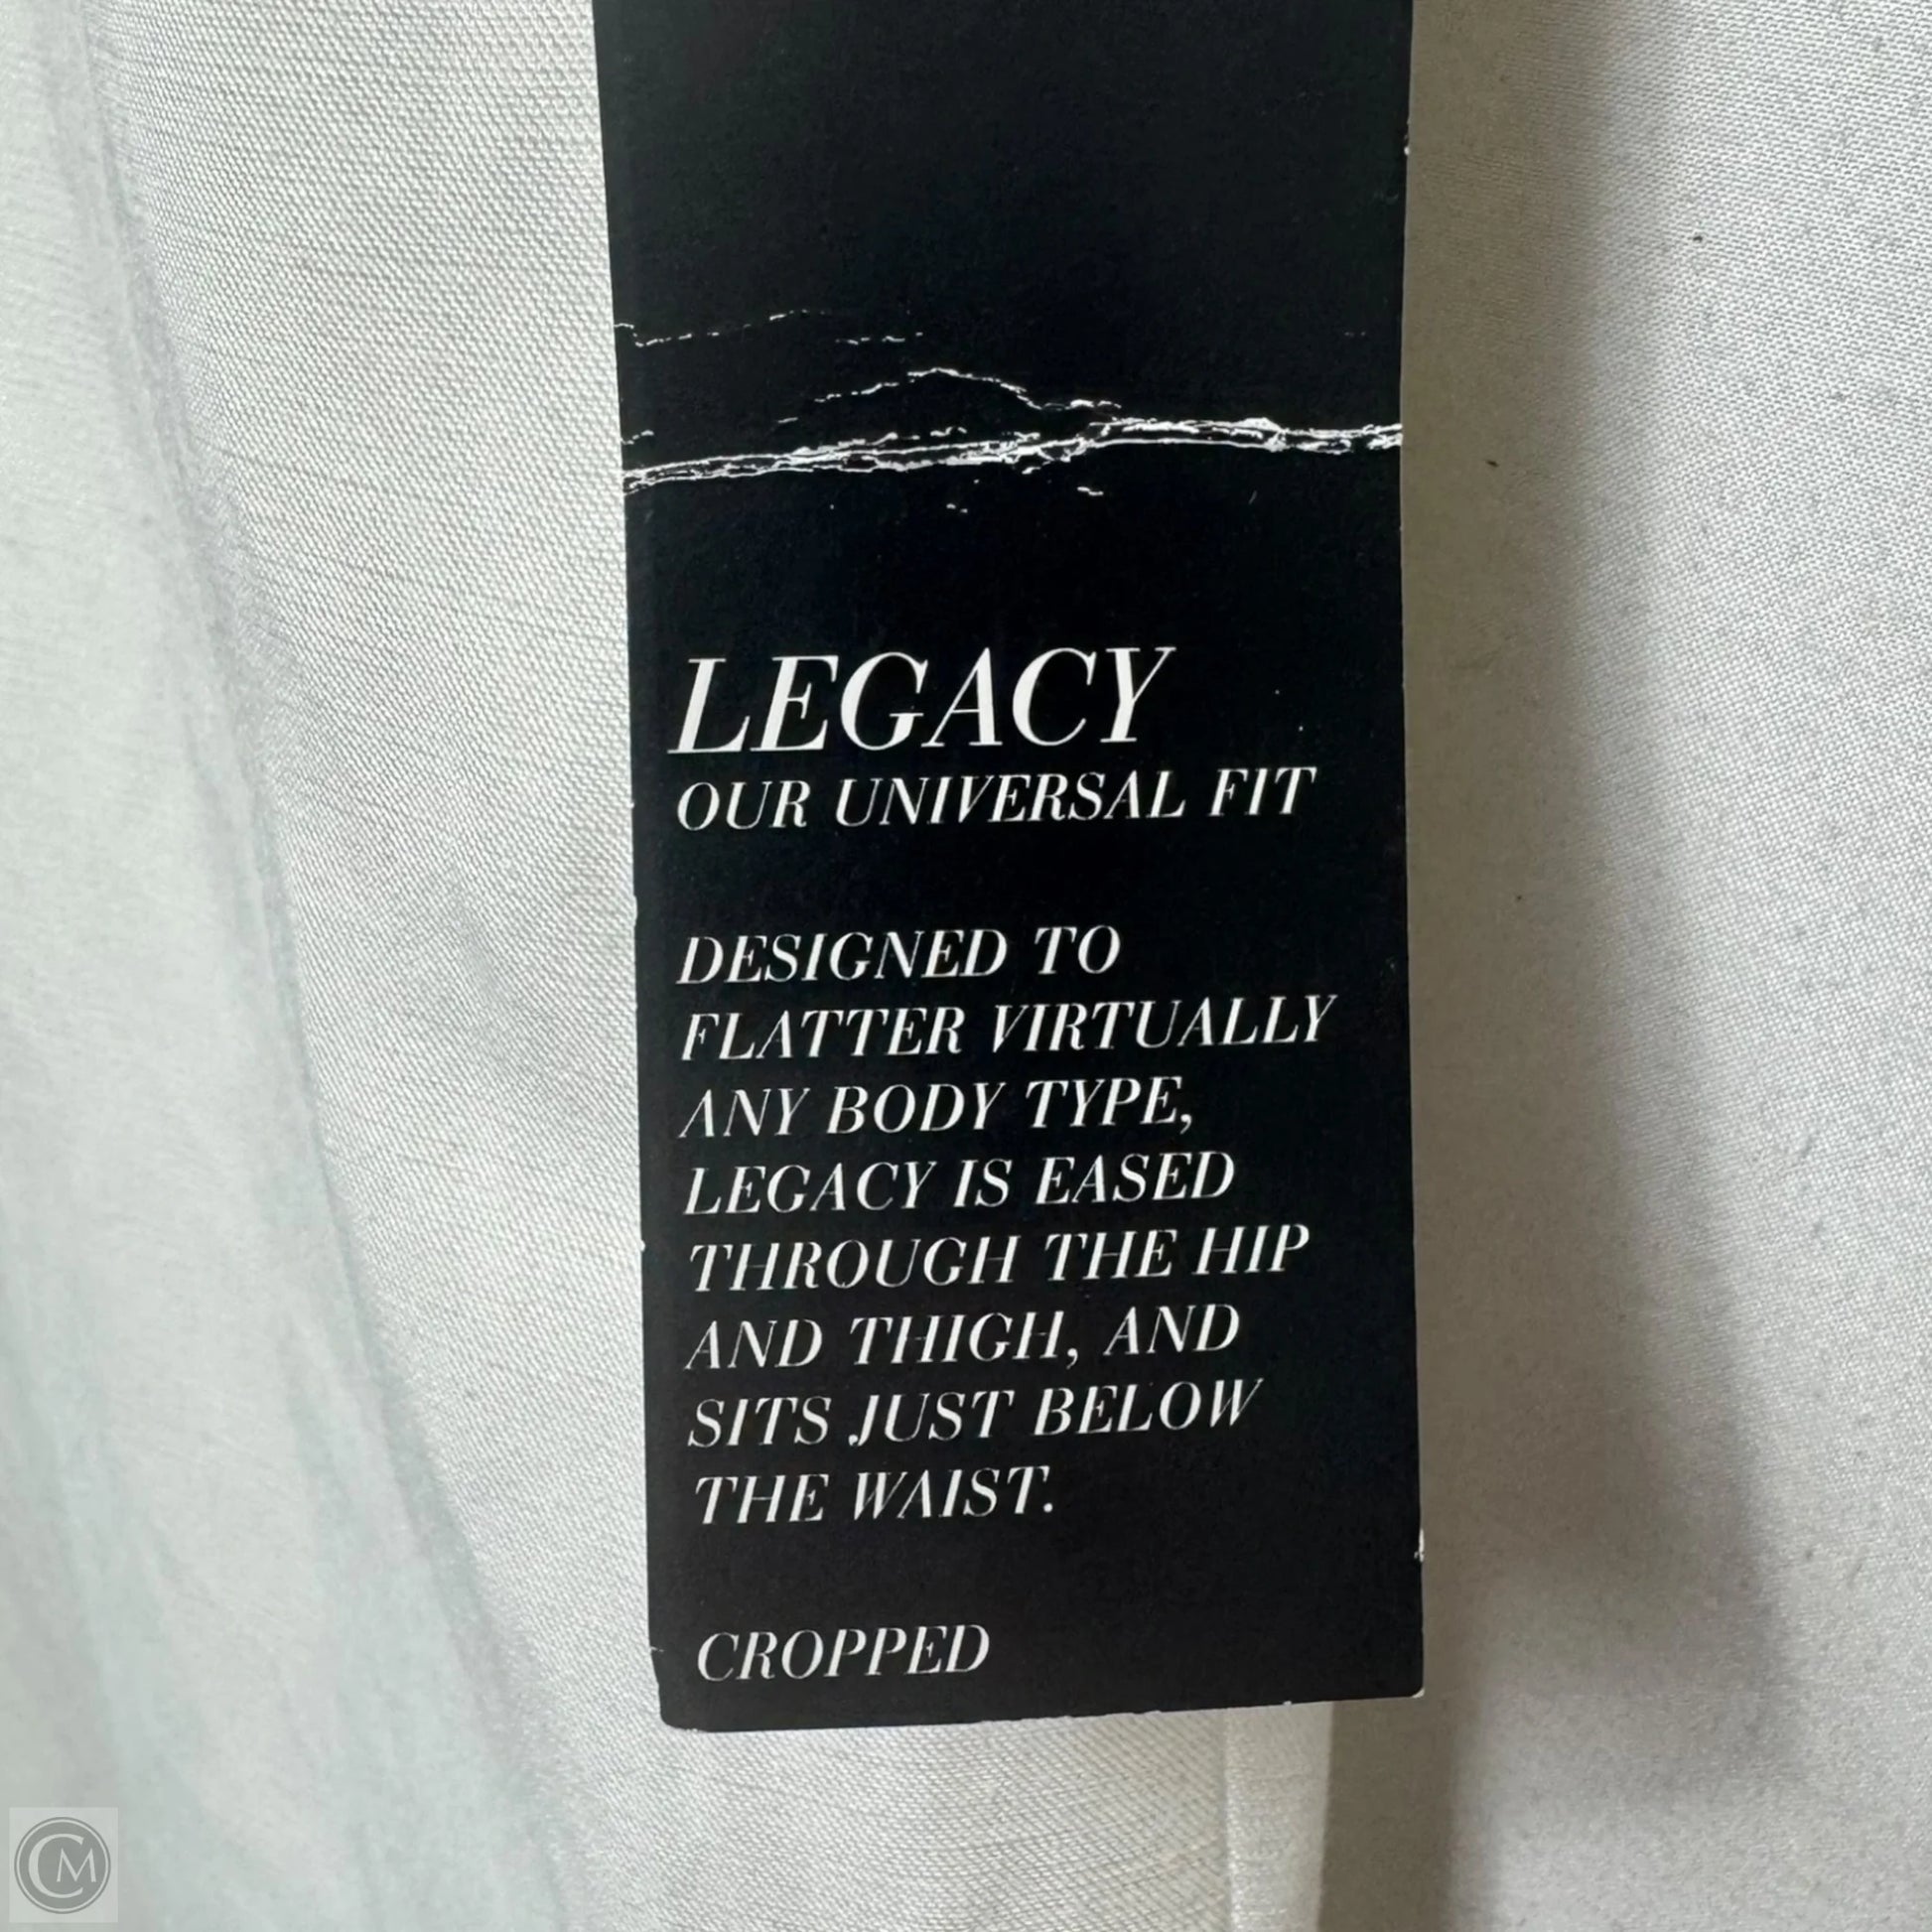 LEGACY
OUR UNIVERSAL FIT
DESIGNED TO
FLATTER VIRTUALLY
ANY BODY TYPE,
LEGACY IS EASED
THROUGH THE HIP
AND THIGH, AND
SITS JUST BELOW
THE WAIST.
CROPPED
CM